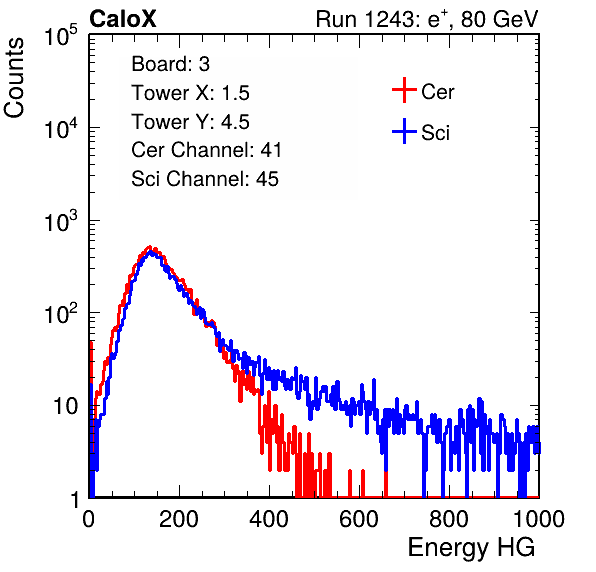 CaloX Run 1243: e⁺, 80 GeV
Counts
10⁵
10⁴
10³
10²
10
1
Board: 3
Tower X: 1.5
Tower Y: 4.5
Cer Channel: 41
Sci Channel: 45
Cer
Sci
0 200 400 600 800 1000
Energy HG